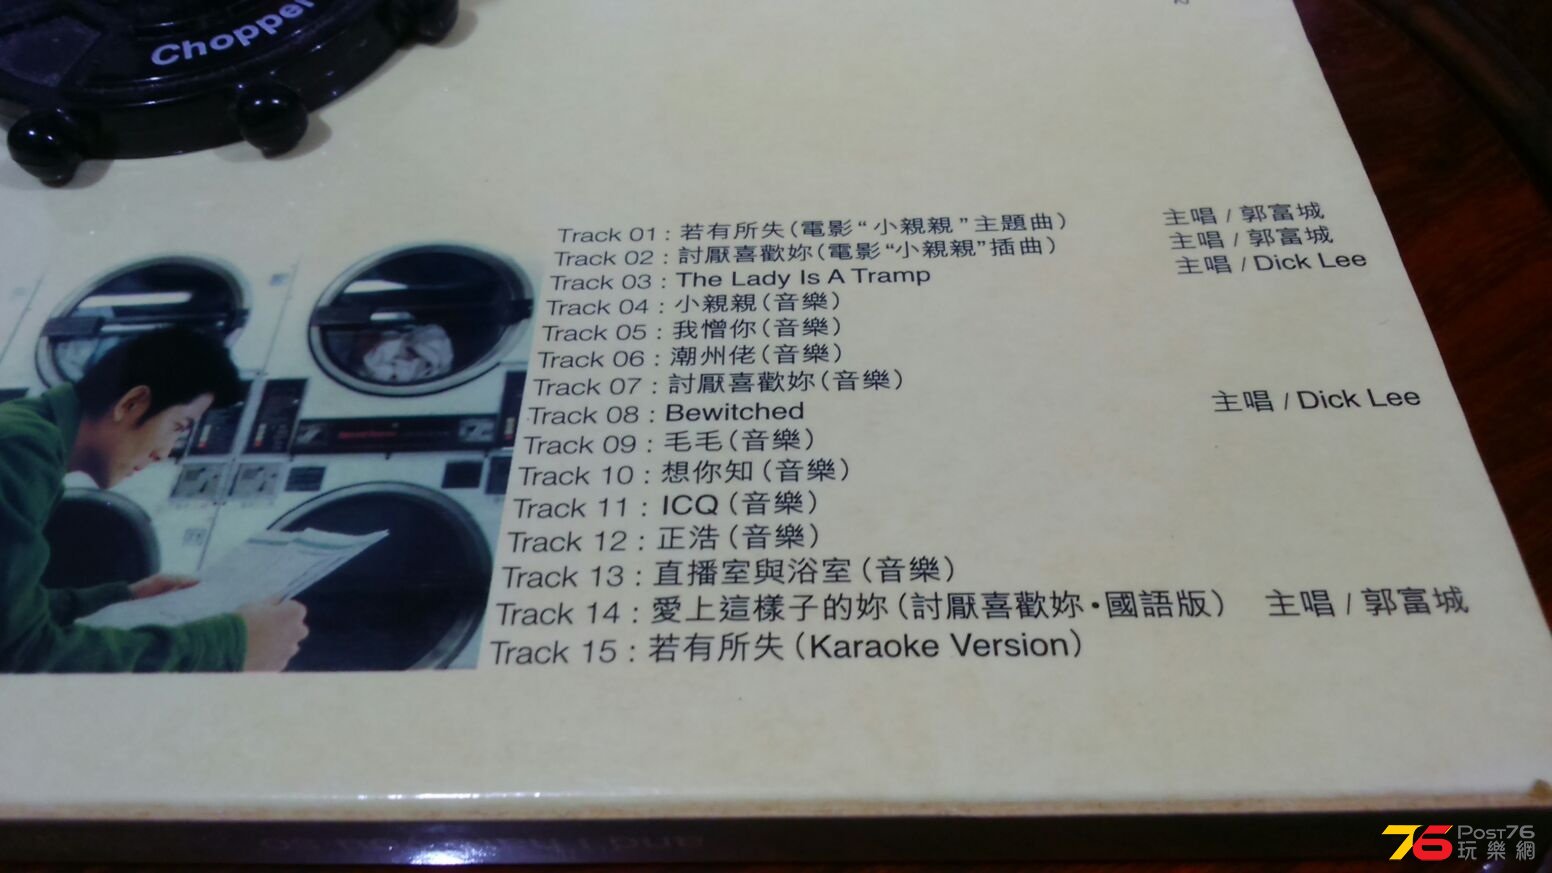 Chopper
Track 01 : 若有所失（電影“小親親”主題曲） 主唱 / 郭富城
Track 02 : 討厭喜歡妳（電影“小親親”插曲） 主唱 / 郭富城
Track 03 : The Lady Is A Tramp 主唱 / Dick Lee
Track 04 : 小親親（音樂）
Track 05 : 我憎你（音樂）
Track 06 : 潮州佬（音樂）
Track 07 : 討厭喜歡妳（音樂）
Track 08 : Bewitched 主唱 / Dick Lee
Track 09 : 毛毛（音樂）
Track 10 : 想你知（音樂）
Track 11 : ICQ（音樂）
Track 12 : 正浩（音樂）
Track 13 : 直播室與浴室（音樂）
Track 14 : 愛上這樣子的妳（討厭喜歡妳・國語版） 主唱 / 郭富城
Track 15 : 若有所失（Karaoke Version）
76 Post76
玩樂網